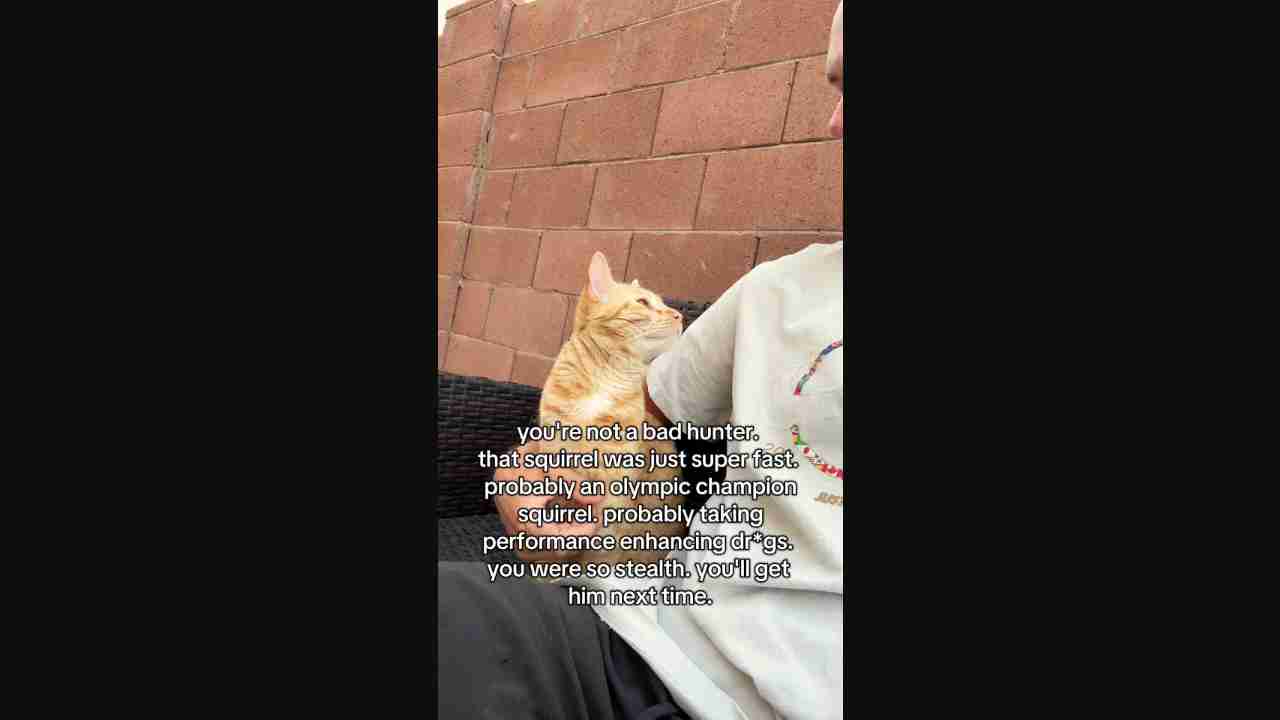 you're not a bad hunter.
that squirrel was just super fast.
probably an olympic champion
squirrel. probably taking
performance enhancing dr*gs.
you were so stealth. you'll get
him next time.